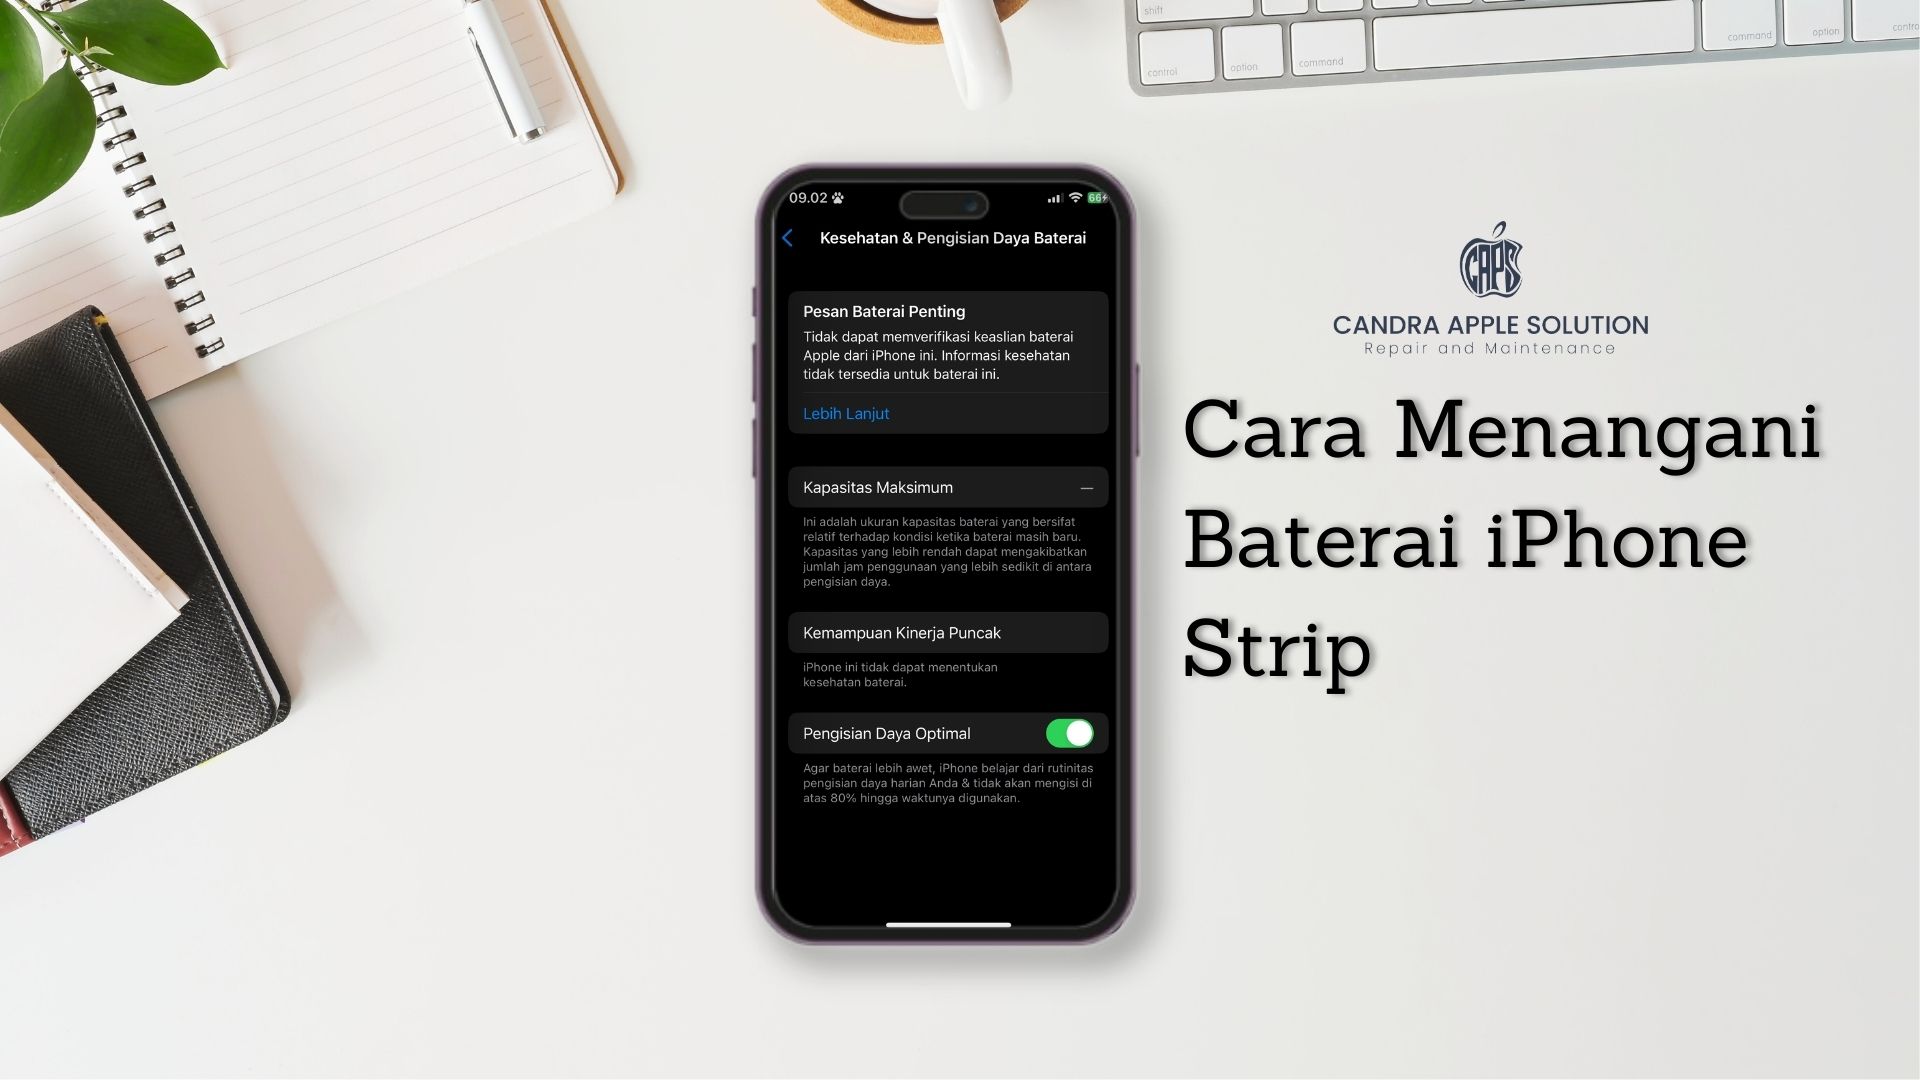 shift
control
option
command
command
option
09.02
66
Kesehatan & Pengisian Daya Baterai
Pesan Baterai Penting
Tidak dapat memverifikasi keaslian baterai
Apple dari iPhone ini. Informasi kesehatan
tidak tersedia untuk baterai ini.
Lebih Lanjut
Kapasitas Maksimum —
Ini adalah ukuran kapasitas baterai yang bersifat
relatif terhadap kondisi ketika baterai masih baru.
Kapasitas yang lebih rendah dapat mengakibatkan
jumlah jam penggunaan yang lebih sedikit di antara
pengisian daya.
Kemampuan Kinerja Puncak
iPhone ini tidak dapat menentukan
kesehatan baterai.
Pengisian Daya Optimal
Agar baterai lebih awet, iPhone belajar dari rutinitas
pengisian daya harian Anda & tidak akan mengisi di
atas 80% hingga waktunya digunakan.
CAPS
CANDRA APPLE SOLUTION
Repair and Maintenance
Cara Menangani
Baterai iPhone
Strip